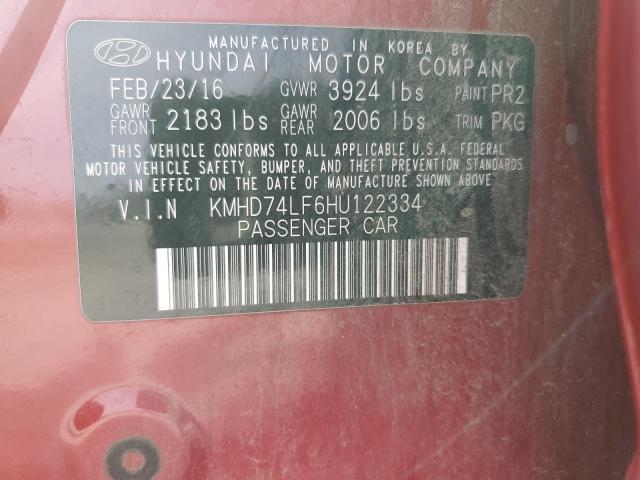 MANUFACTURED IN KOREA BY
HYUNDAI MOTOR COMPANY
FEB/23/16 GVWR 3924 lbs PAINT PR2
GAWR FRONT 2183 lbs GAWR REAR 2006 lbs TRIM PKG
THIS VEHICLE CONFORMS TO ALL APPLICABLE U.S.A. FEDERAL
MOTOR VEHICLE SAFETY, BUMPER, AND THEFT PREVENTION STANDARDS
IN EFFECT ON THE DATE OF MANUFACTURE SHOWN ABOVE.
V.I.N KMHD74LF6HU122334
PASSENGER CAR